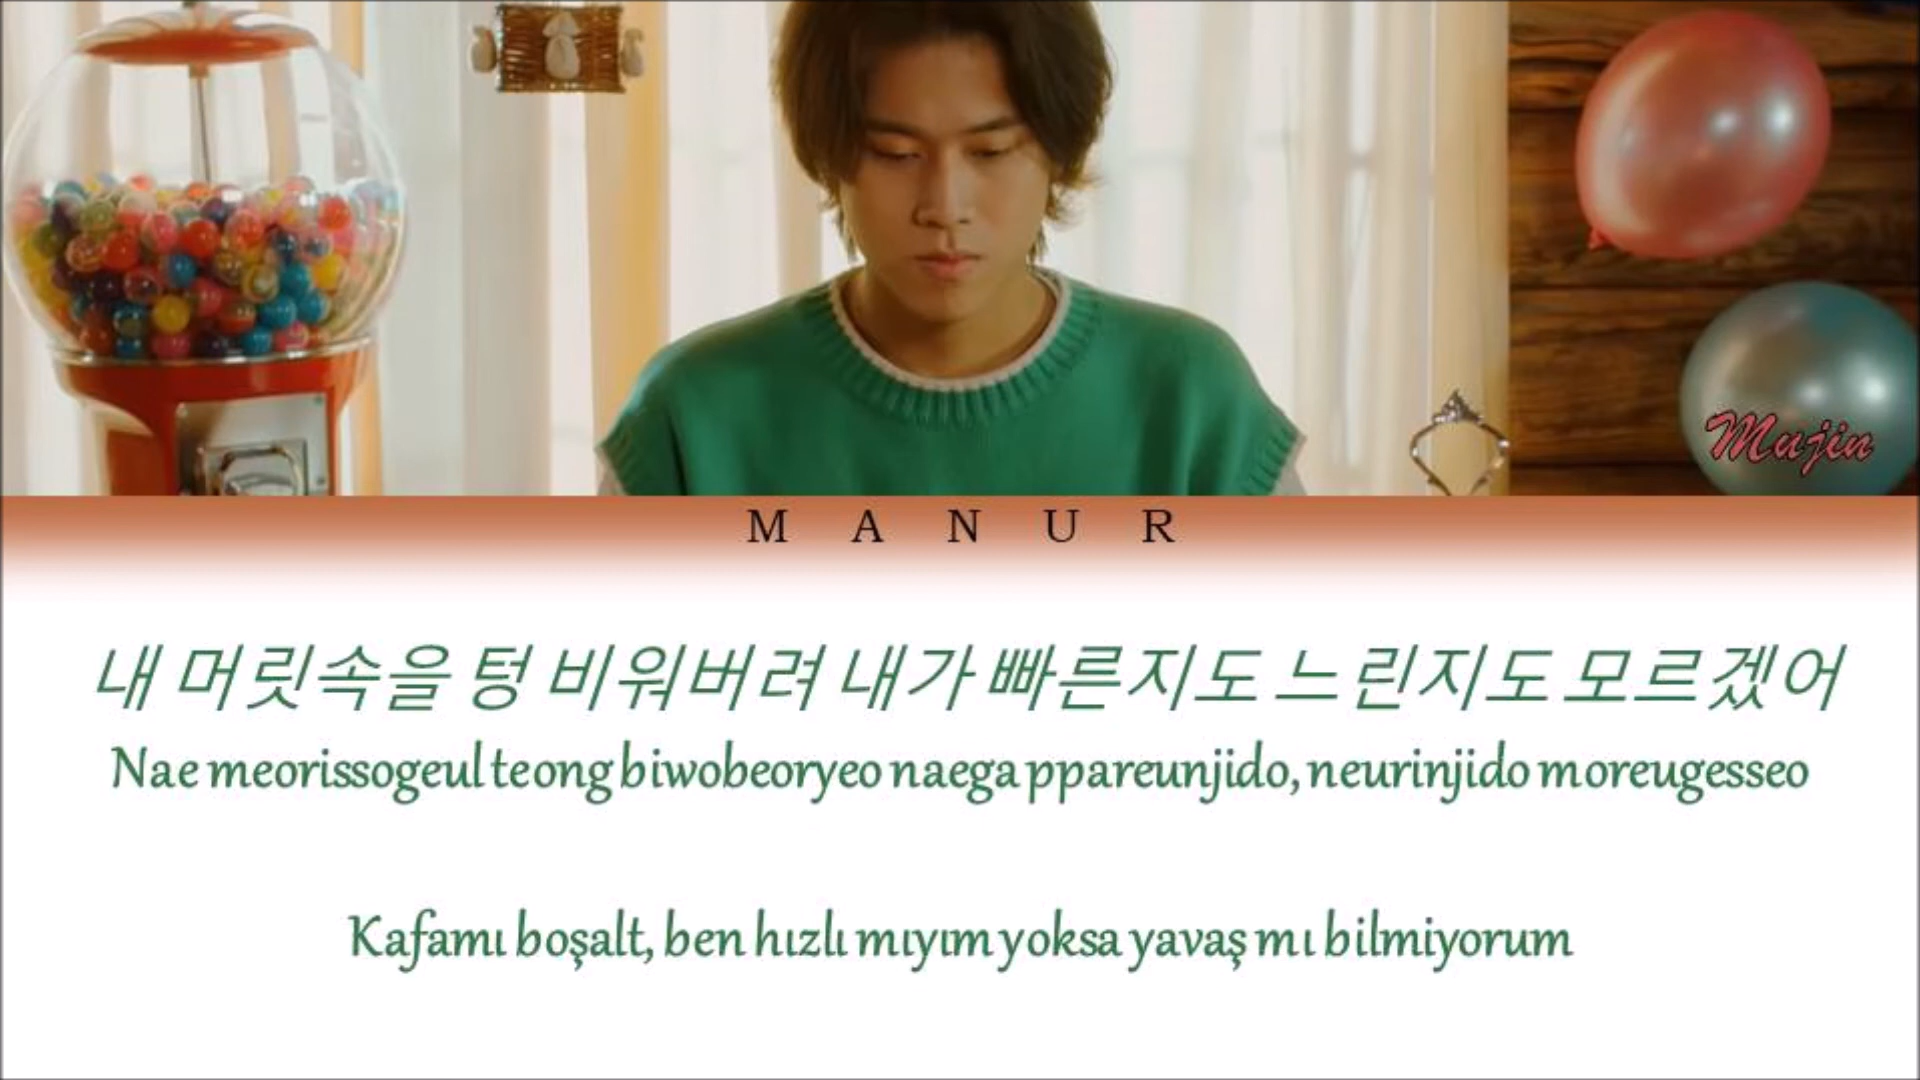 Mujin
M A N U R
내 머릿속을 텅 비워버려 내가 빠른지도 느린지도 모르겠어
Nae meorissogeul teong biwobeoryeo naega ppareunjido, neurinjido moreugesseo
Kafamı boşalt, ben hızlı mıyım yoksa yavaş mı bilmiyorum